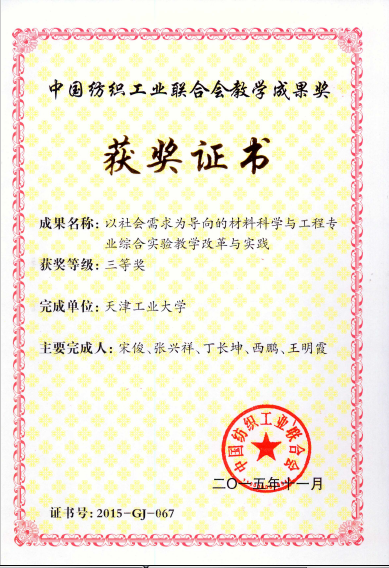 中国纺织工业联合会教学成果奖
获奖证书
成果名称：以社会需求为导向的材料科学与工程专
业综合实验教学改革与实践
获奖等级：三等奖
完成单位：天津工业大学
主要完成人：宋俊、张兴祥、丁长坤、西鹏、王明霞
中国纺织工业联合会
二〇一五年十一月
证书号：2015-GJ-067